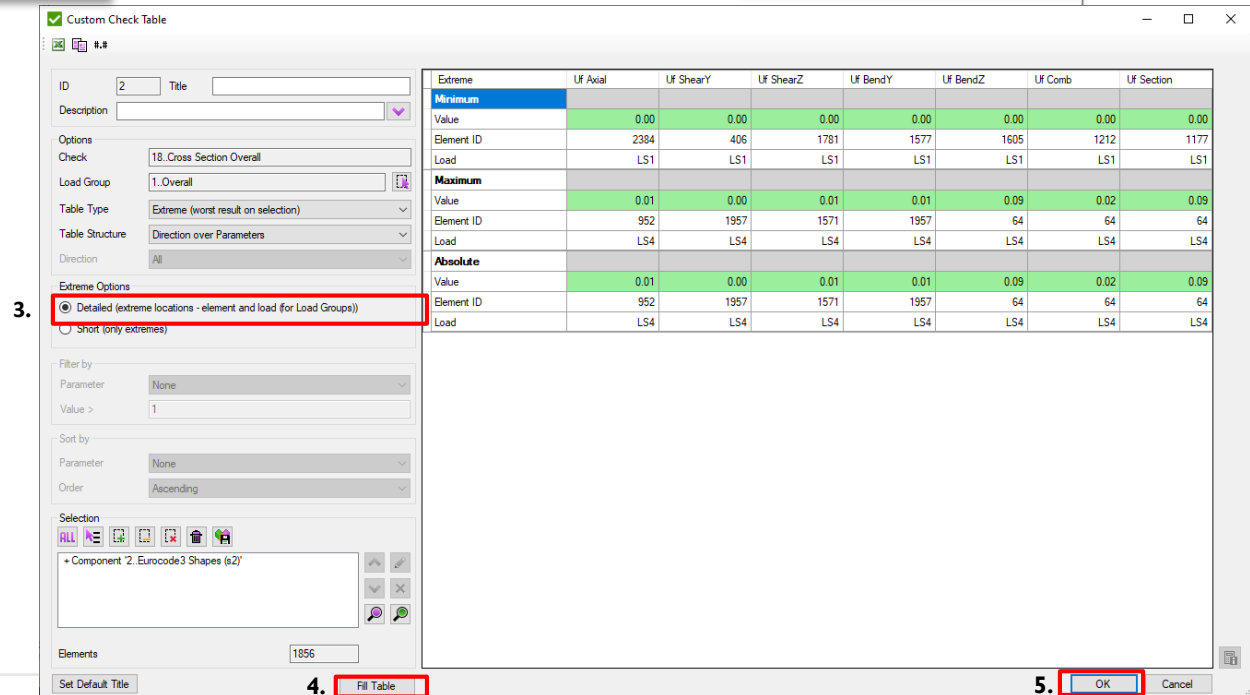 Custom Check Table
#.#
ID 2 Title
Description
Options
Check 18..Cross Section Overall
Load Group 1..Overall
Table Type Extreme (worst result on selection)
Table Structure Direction over Parameters
Direction All
Extreme Options
3. Detailed (extreme locations - element and load (for Load Groups))
Short (only extremes)
Filter by
Parameter None
Value > 1
Sort by
Parameter None
Order Ascending
Selection
ALL
+ Component '2..Eurocode3 Shapes (s2)'
Elements 1856
Set Default Title 4. Fill Table
Extreme Uf Axial Uf ShearY Uf ShearZ Uf BendY Uf BendZ Uf Comb Uf Section
Minimum
Value 0.00 0.00 0.00 0.00 0.00 0.00 0.00
Element ID 2384 406 1781 1577 1605 1212 1177
Load LS1 LS1 LS1 LS1 LS1 LS1 LS1
Maximum
Value 0.01 0.00 0.01 0.01 0.09 0.02 0.09
Element ID 952 1957 1571 1957 64 64 64
Load LS4 LS4 LS4 LS4 LS4 LS4 LS4
Absolute
Value 0.01 0.00 0.01 0.01 0.09 0.02 0.09
Element ID 952 1957 1571 1957 64 64 64
Load LS4 LS4 LS4 LS4 LS4 LS4 LS4
5. OK Cancel